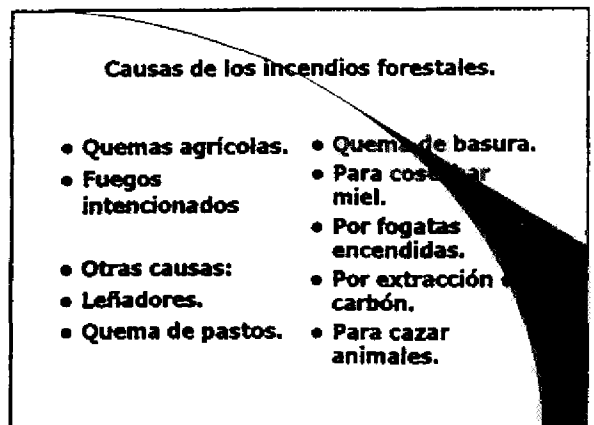 Causas de los incendios forestales.
• Quemas agrícolas.
• Fuegos
intencionados
• Otras causas:
• Leñadores.
• Quema de pastos.
• Quema de basura.
• Para cosechar
miel.
• Por fogatas
encendidas.
• Por extracción
carbón.
• Para cazar
animales.